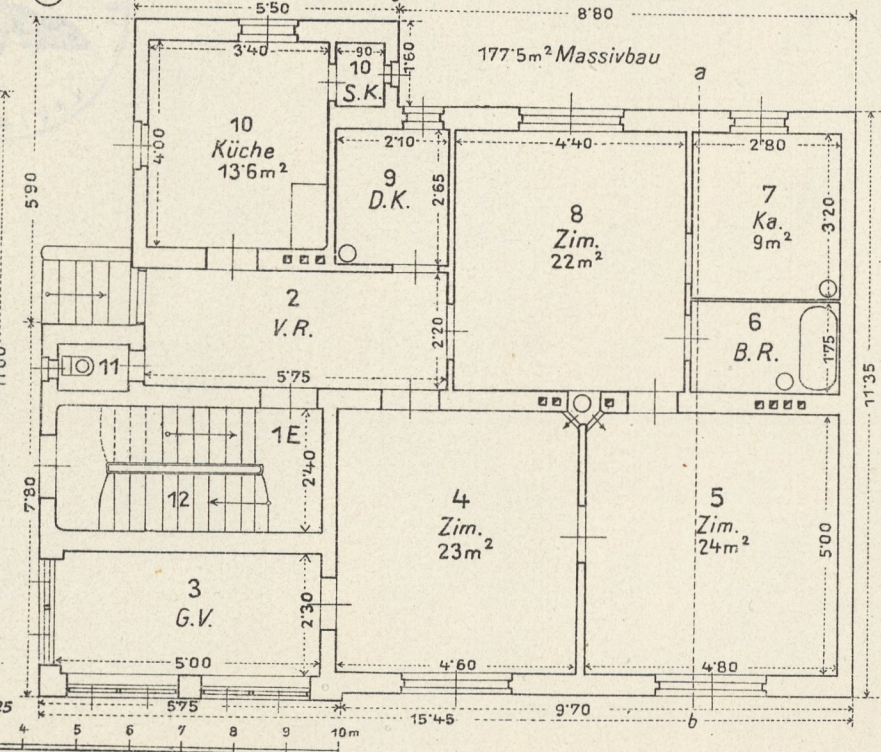 5·50
8·80
3·40
90
1·60
177·5m² Massivbau
a
10
S.K.
10
Küche
13·6m²
4·00
2·10
4·40
2·80
9
D.K.
2·65
8
Zim.
22m²
7
Ka.
9m²
3·20
5·90
2
V.R.
2·20
5·75
6
B.R.
1·75
11
11·35
1E
2·40
12
7·80
4
Zim.
23m²
5
Zim.
24m²
5·00
3
G.V.
2·30
5·00
4·60
4·80
5·75
9·70
15·45
b
4 5 6 7 8 9 10m